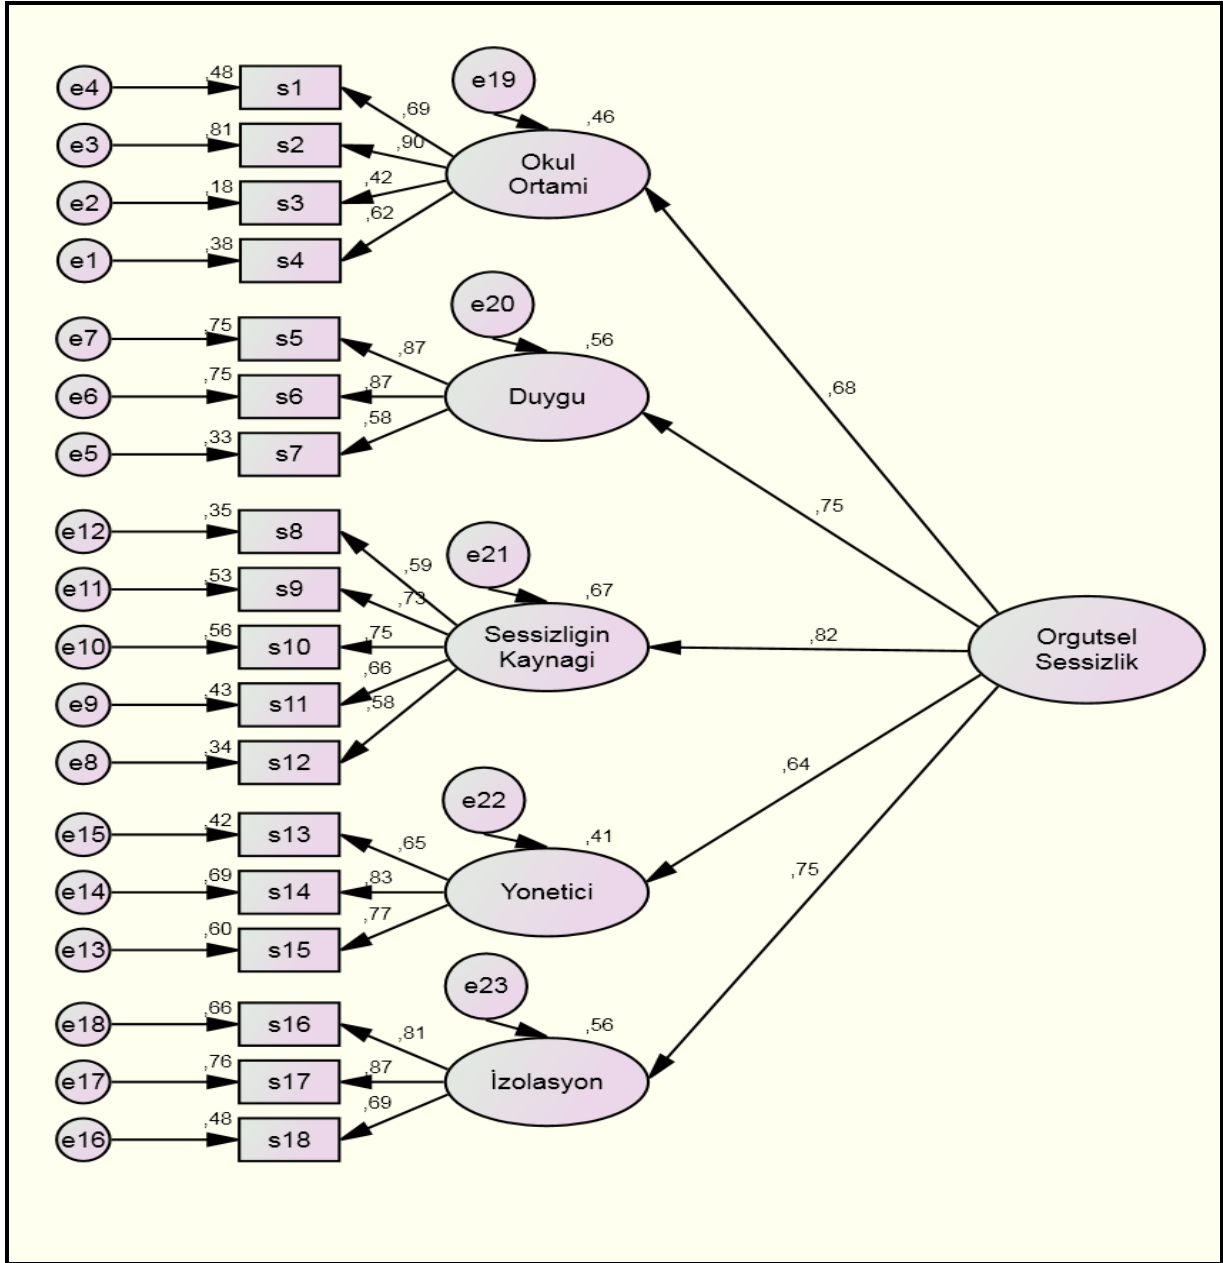 e4 ,48 s1 ,69
e3 ,81 s2 ,90
e2 ,18 s3 ,42
e1 ,38 s4 ,62
e19
,46
Okul
Ortami
e7 ,75 s5 ,87
e6 ,75 s6 ,87
e5 ,33 s7 ,58
e20
,56
Duygu
e12 ,35 s8 ,59
e11 ,53 s9 ,73
e10 ,56 s10 ,75
e9 ,43 s11 ,66
e8 ,34 s12 ,58
e21
,67
Sessizligin
Kaynagi
e15 ,42 s13 ,65
e14 ,69 s14 ,83
e13 ,60 s15 ,77
e22
,41
Yonetici
e18 ,66 s16 ,81
e17 ,76 s17 ,87
e16 ,48 s18 ,69
e23
,56
İzolasyon
,68
,75
,82
,64
,75
Orgutsel
Sessizlik